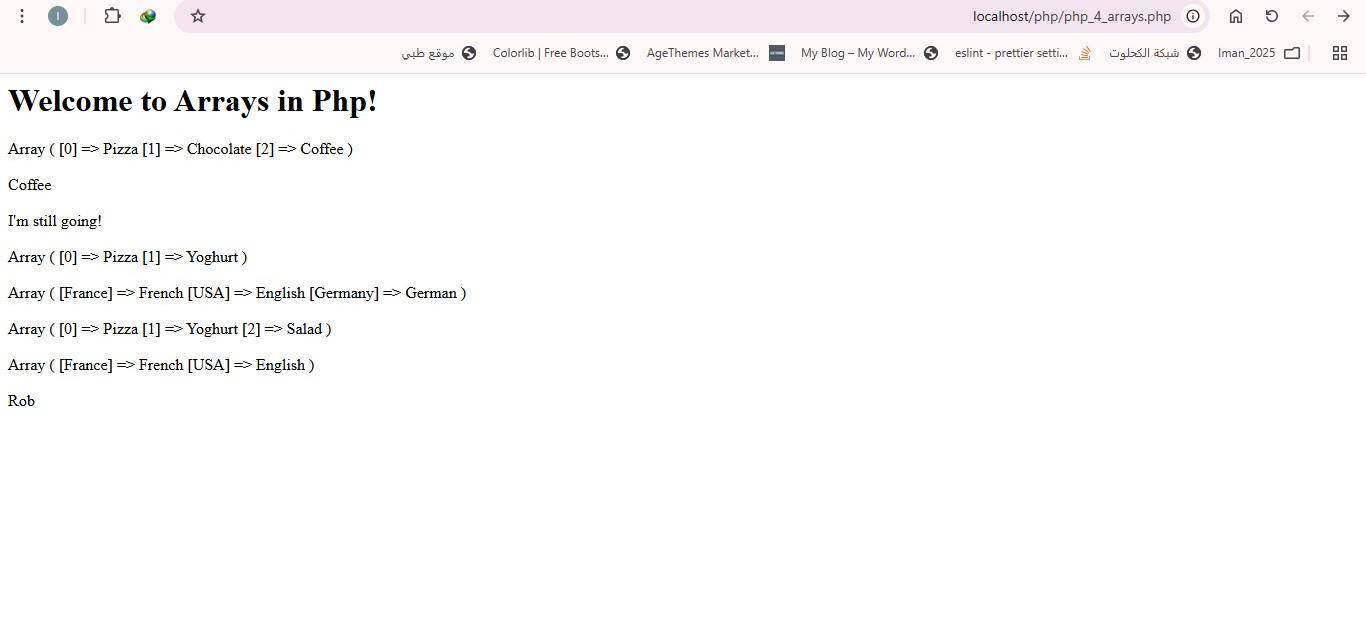 localhost/php/php_4_arrays.php
موقع طبي Colorlib | Free Boots... AgeThemes Market... My Blog – My Word... eslint - prettier setti... شبكة الكحلوت Iman_2025
Welcome to Arrays in Php!
Array ( [0] => Pizza [1] => Chocolate [2] => Coffee )
Coffee
I'm still going!
Array ( [0] => Pizza [1] => Yoghurt )
Array ( [France] => French [USA] => English [Germany] => German )
Array ( [0] => Pizza [1] => Yoghurt [2] => Salad )
Array ( [France] => French [USA] => English )
Rob